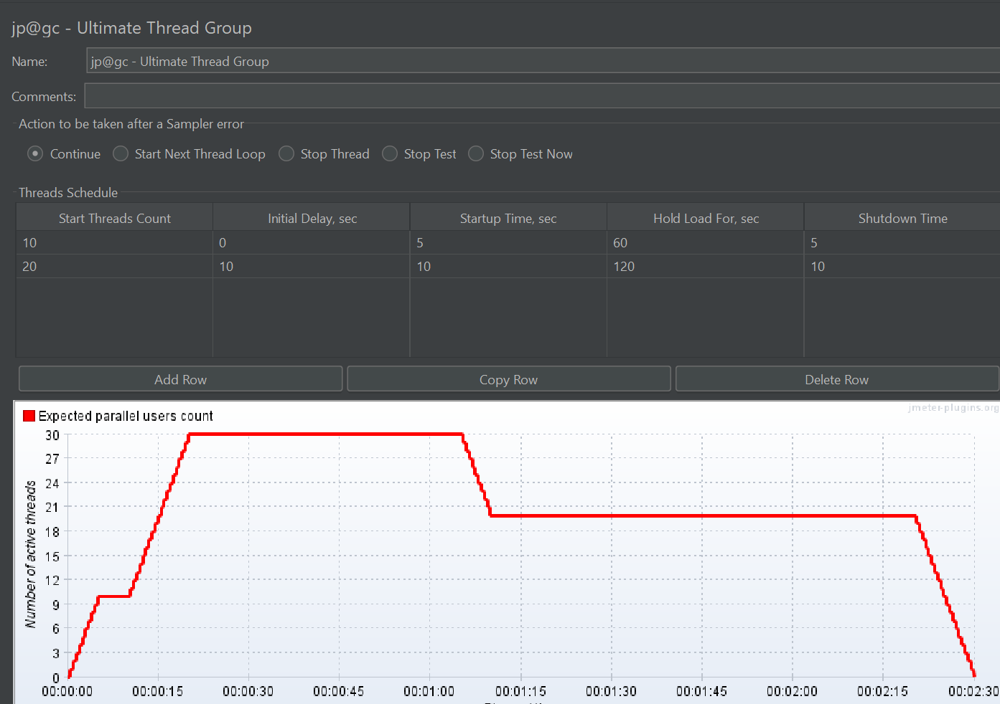 jp@gc - Ultimate Thread Group
Name: jp@gc - Ultimate Thread Group
Comments:
Action to be taken after a Sampler error
Continue Start Next Thread Loop Stop Thread Stop Test Stop Test Now
Threads Schedule
Start Threads Count Initial Delay, sec Startup Time, sec Hold Load For, sec Shutdown Time
10 0 5 60 5
20 10 10 120 10
Add Row Copy Row Delete Row
jmeter-plugins.org
Expected parallel users count
Number of active threads
30
27
24
21
18
15
12
9
6
3
0
00:00:00 00:00:15 00:00:30 00:00:45 00:01:00 00:01:15 00:01:30 00:01:45 00:02:00 00:02:15 00:02:30